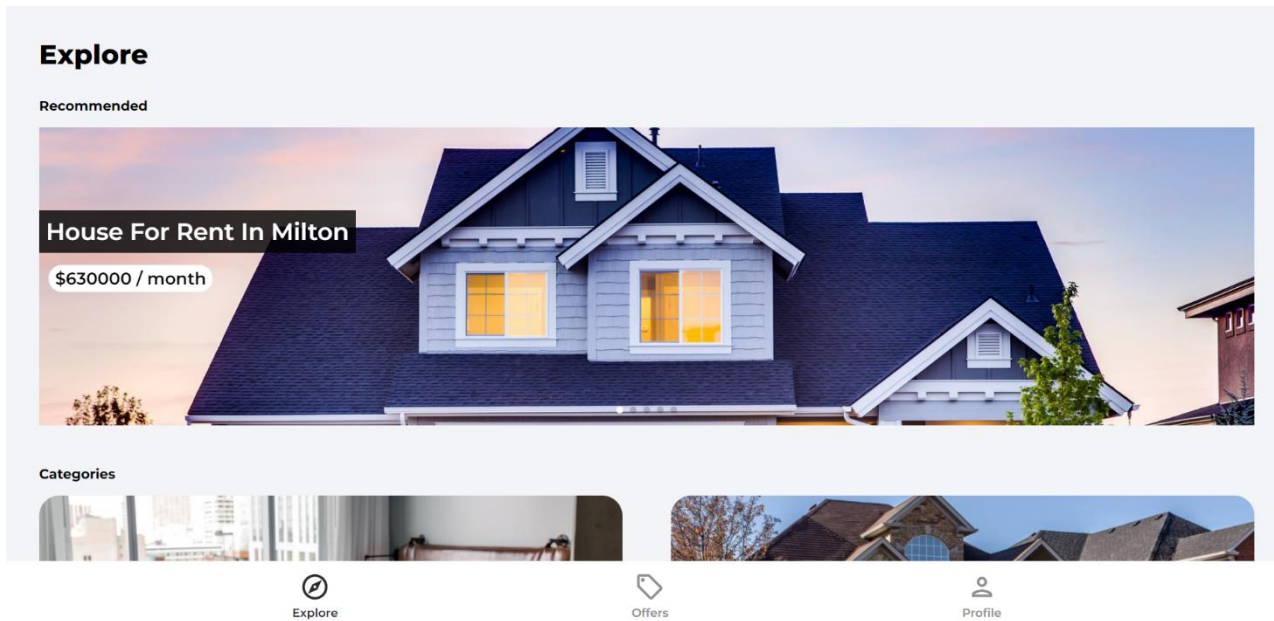 Explore
Recommended
House For Rent In Milton
$630000 / month
Categories
Explore
Offers
Profile